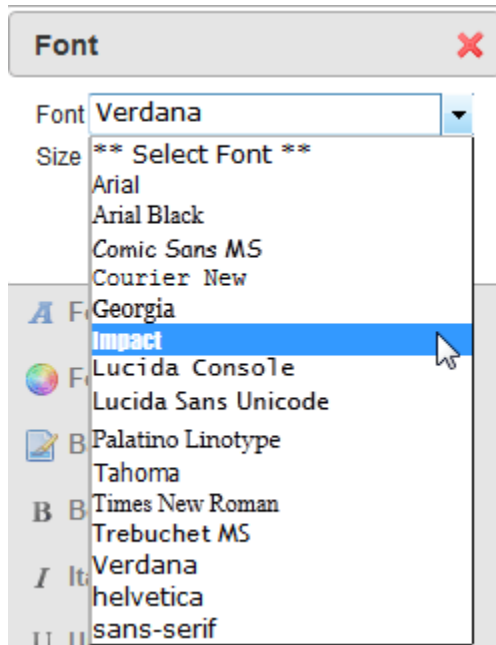 Font
Font Verdana
Size ** Select Font **
Arial
Arial Black
Comic Sans MS
Courier New
Georgia
Impact
Lucida Console
Lucida Sans Unicode
Palatino Linotype
Tahoma
Times New Roman
Trebuchet MS
Verdana
helvetica
sans-serif